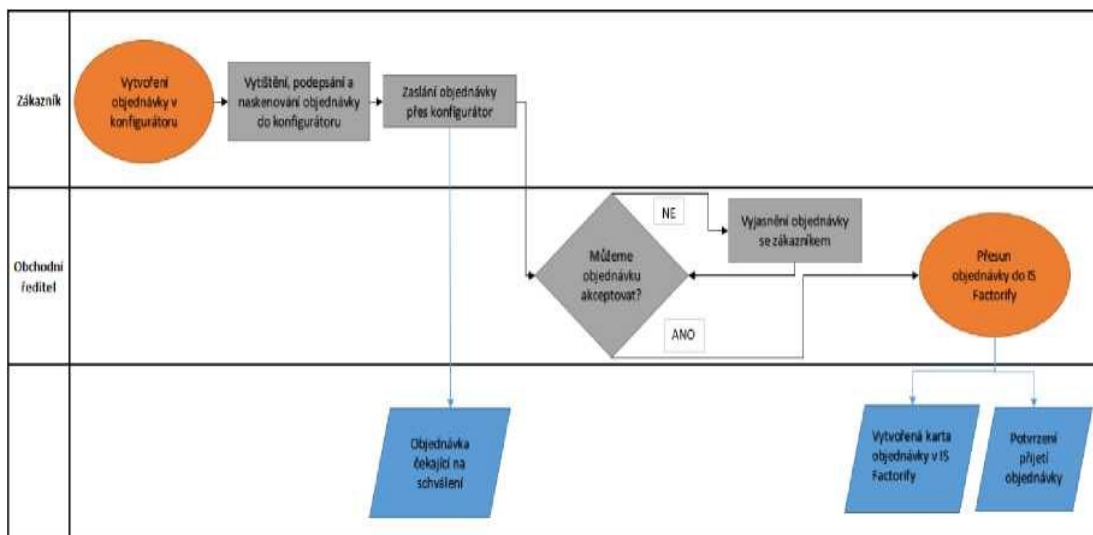 Zákazník
Vytvoření
objednávky v
konfigurátoru
Vytištění, podepsání a
naskenování objednávky
do konfigurátoru
Zaslání objednávky
přes konfigurátor
Obchodní
ředitel
Můžeme
objednávku
akceptovat?
NE
Vyjasnění objednávky
se zákazníkem
ANO
Přesun
objednávky do IS
Factorify
Objednávka
čekající na
schválení
Vytvořená karta
objednávky v IS
Factorify
Potvrzení
přijetí
objednávky